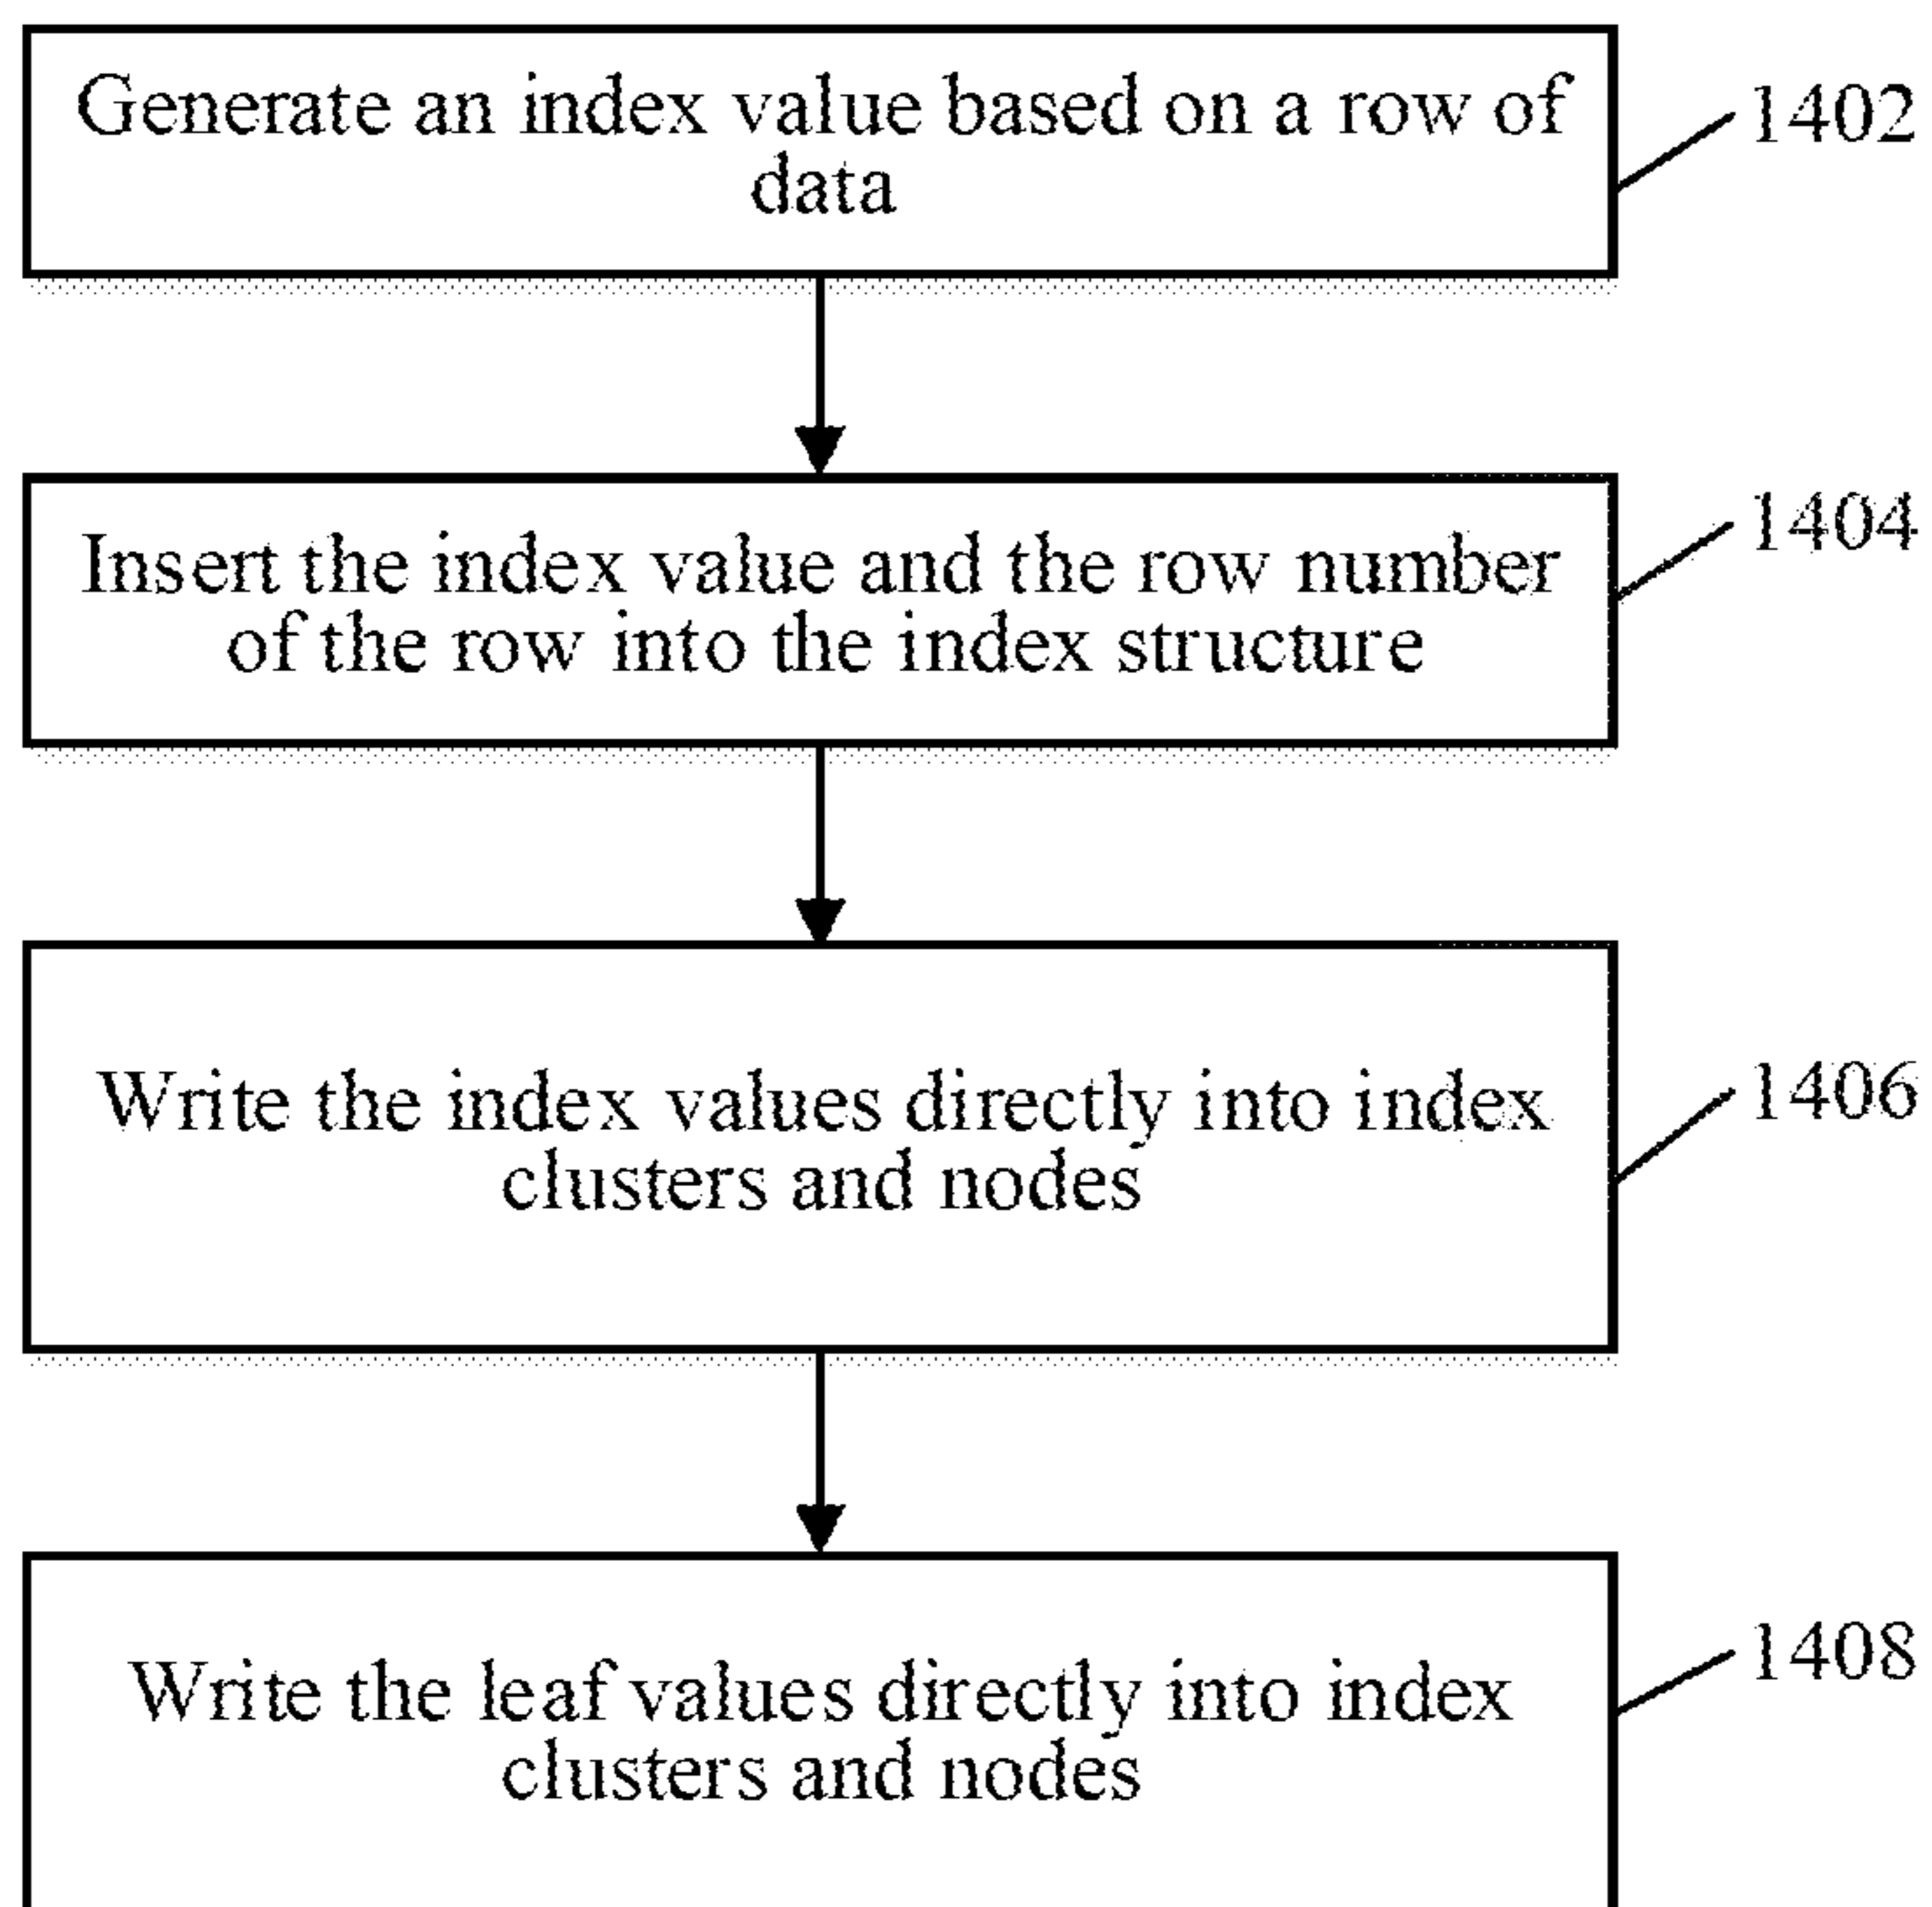 Generate an index value based on a row of
data
1402
Insert the index value and the row number
of the row into the index structure
1404
Write the index values directly into index
clusters and nodes
1406
Write the leaf values directly into index
clusters and nodes
1408